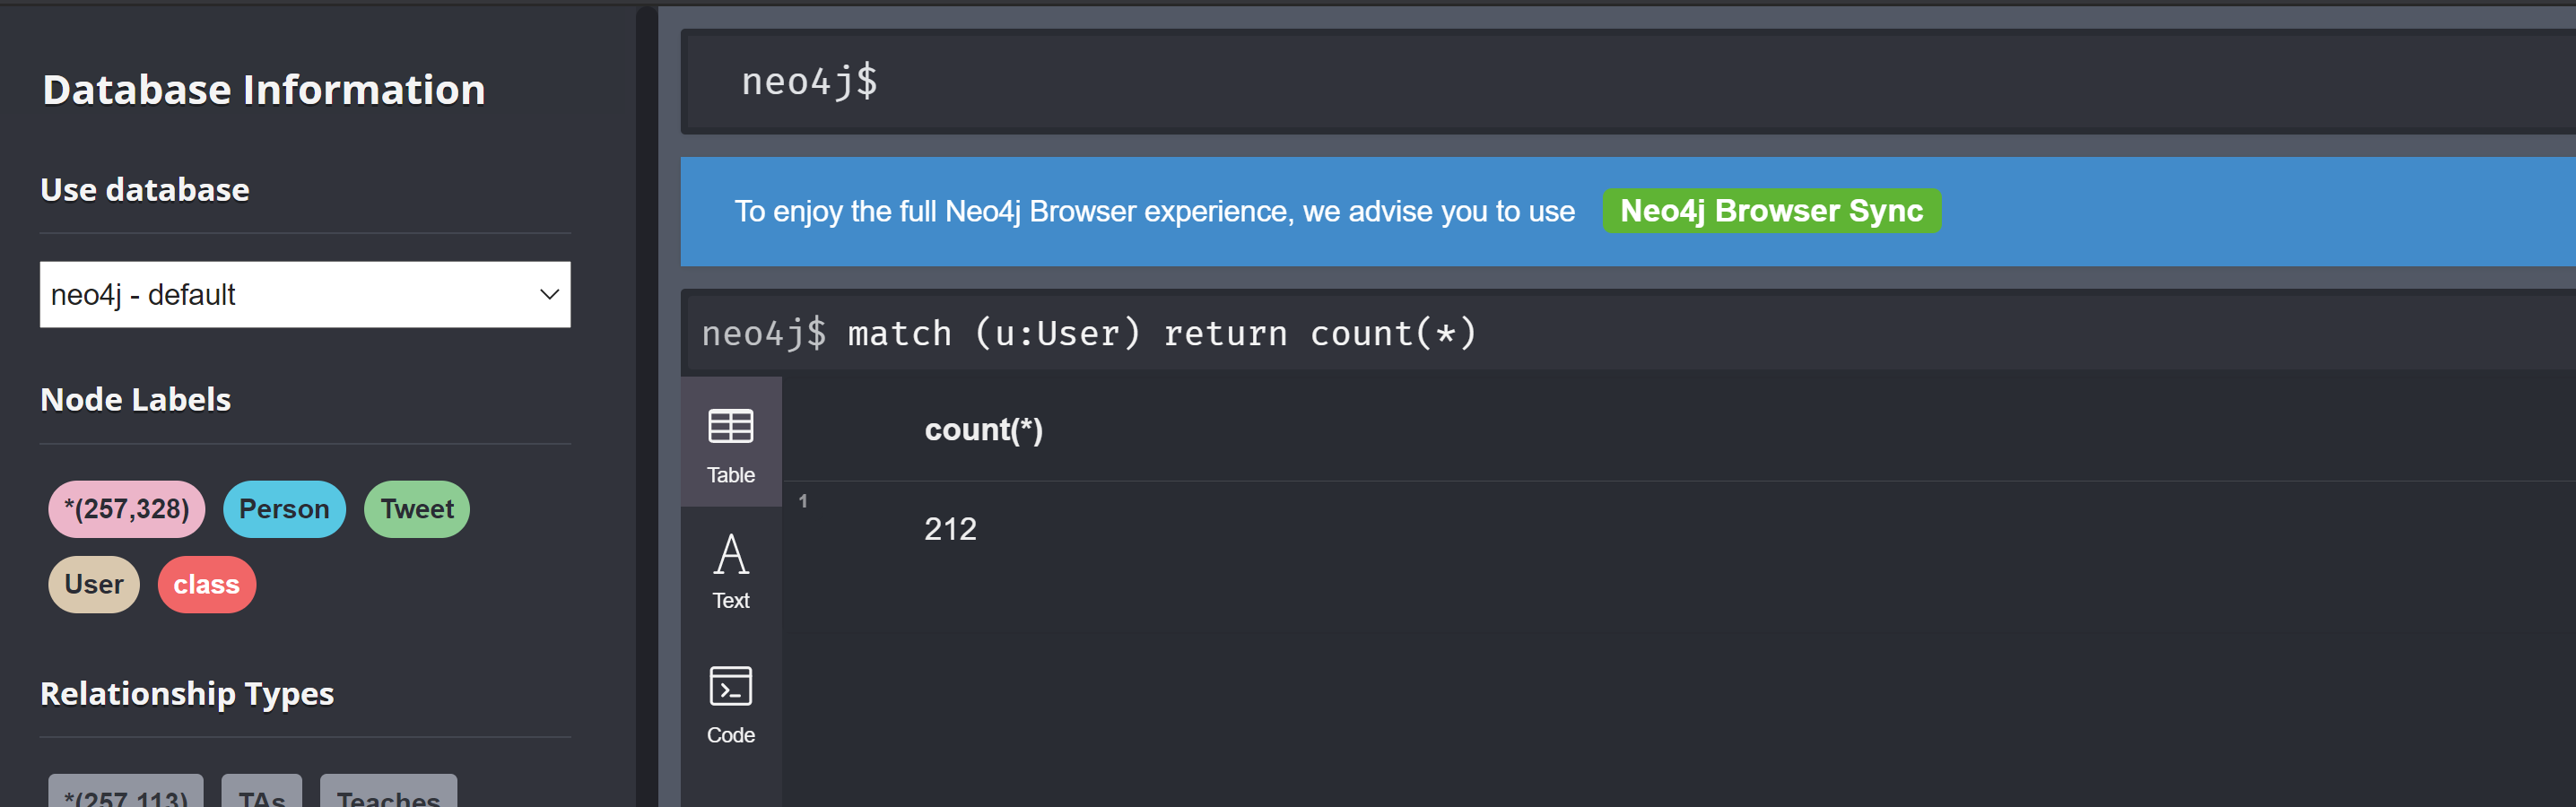 Database Information
Use database
neo4j - default
Node Labels
*(257,328) Person Tweet
User class
Relationship Types
*(257,113) TAs Teaches
neo4j$
To enjoy the full Neo4j Browser experience, we advise you to use Neo4j Browser Sync
neo4j$ match (u:User) return count(*)
Table
Text
Code
count(*)
1
212